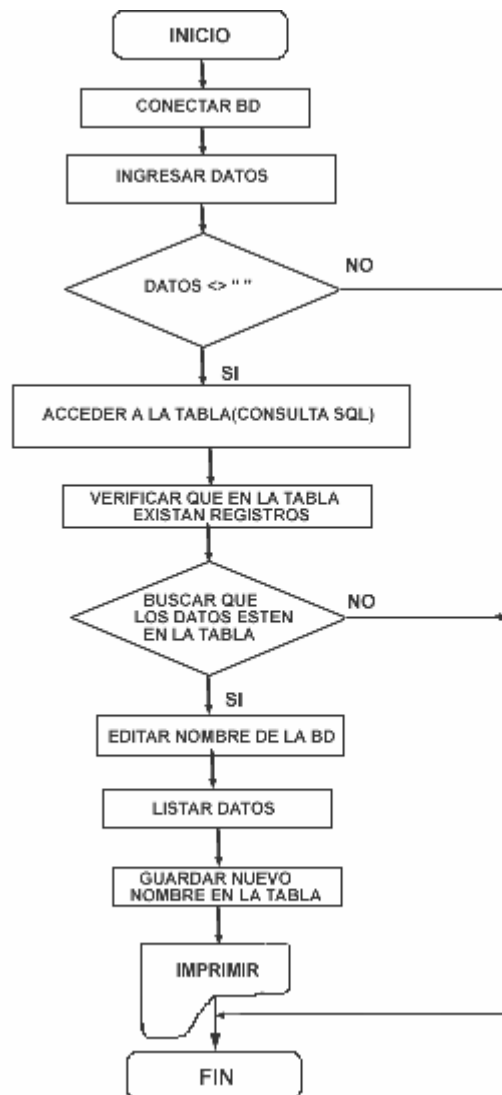 INICIO
CONECTAR BD
INGRESAR DATOS
DATOS <> " "
NO
SI
ACCEDER A LA TABLA(CONSULTA SQL)
VERIFICAR QUE EN LA TABLA
EXISTAN REGISTROS
BUSCAR QUE
LOS DATOS ESTEN
EN LA TABLA
NO
SI
EDITAR NOMBRE DE LA BD
LISTAR DATOS
GUARDAR NUEVO
NOMBRE EN LA TABLA
IMPRIMIR
FIN